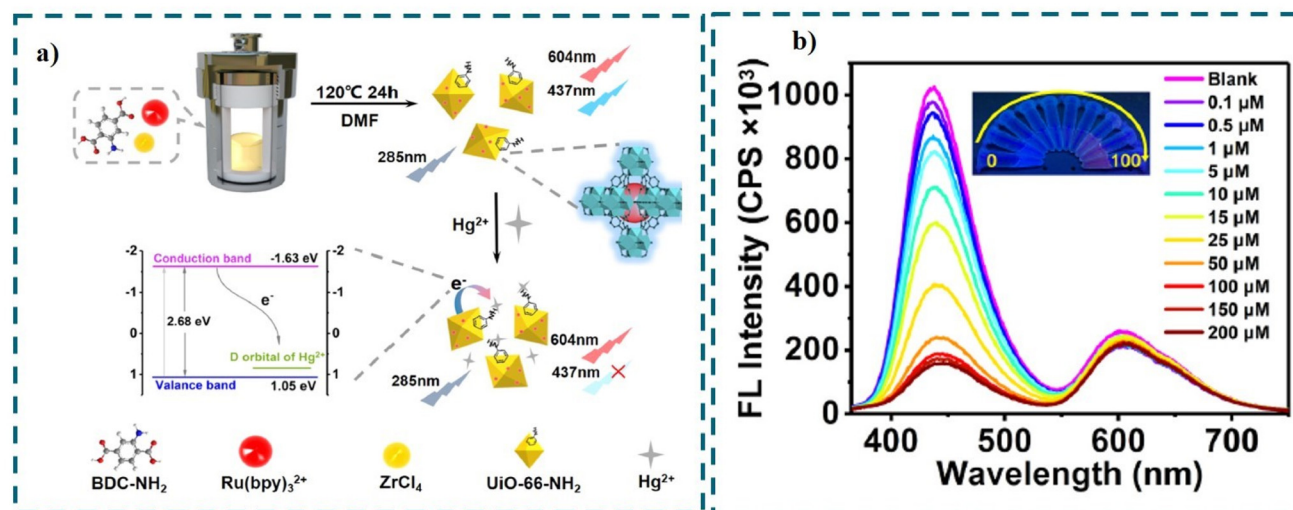 a)
120℃ 24h
DMF
604nm
437nm
285nm
Hg²⁺
Conduction band -1.63 eV
-2
-1
0
1
-2
-1
0
1
e⁻
2.68 eV
D orbital of Hg²⁺
Valance band 1.05 eV
e⁻
604nm
437nm
285nm
BDC-NH₂
Ru(bpy)₃²⁺
ZrCl₄
UiO-66-NH₂
Hg²⁺
b)
FL Intensity (CPS ×10³)
1000
800
600
400
200
0
400
500
600
700
Wavelength (nm)
0
100
Blank
0.1 µM
0.5 µM
1 µM
5 µM
10 µM
15 µM
25 µM
50 µM
100 µM
150 µM
200 µM